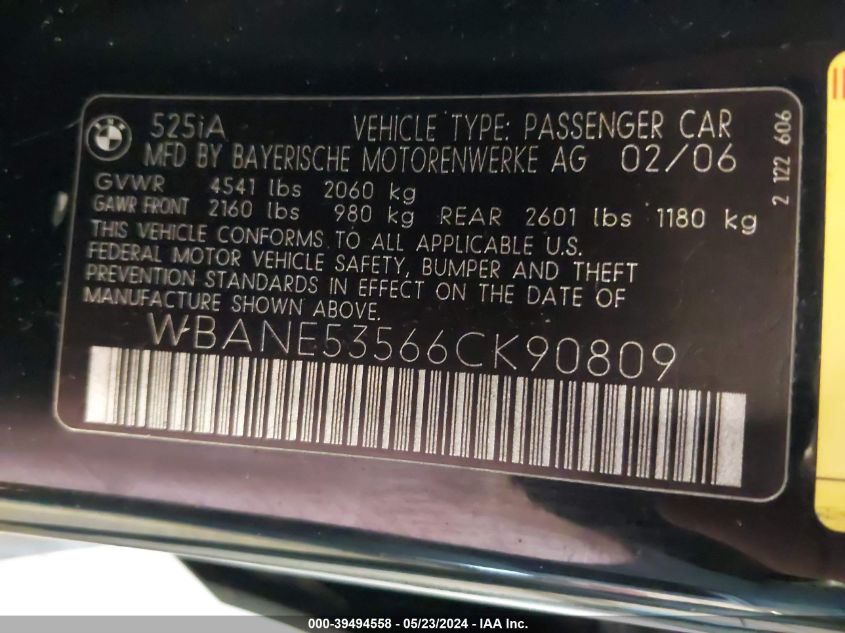 525iA VEHICLE TYPE: PASSENGER CAR
MFD BY BAYERISCHE MOTORENWERKE AG 02/06
GVWR 4541 lbs 2060 kg
GAWR FRONT 2160 lbs 980 kg REAR 2601 lbs 1180 kg
THIS VEHICLE CONFORMS TO ALL APPLICABLE U.S.
FEDERAL MOTOR VEHICLE SAFETY, BUMPER AND THEFT
PREVENTION STANDARDS IN EFFECT ON THE DATE OF
MANUFACTURE SHOWN ABOVE.
WBANE53566CK90809
2 122 606
000-39494558 - 05/23/2024 - IAA Inc.